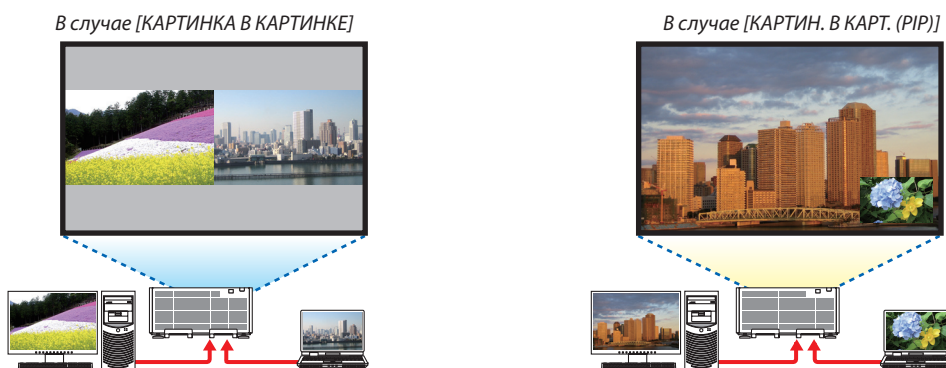 В случае [КАРТИНКА В КАРТИНКЕ]
В случае [КАРТИН. В КАРТ. (PIP)]